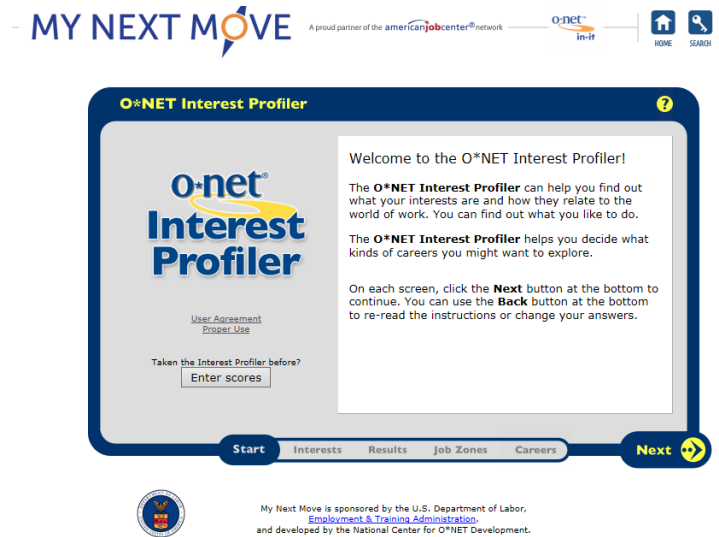 MY NEXT MOVE
A proud partner of the americanjobcenter® network
o·net™
in-it
HOME
SEARCH
O*NET Interest Profiler
?
o*net®
Interest
Profiler
User Agreement
Proper Use
Taken the Interest Profiler before?
Enter scores
Welcome to the O*NET Interest Profiler!
The O*NET Interest Profiler can help you find out
what your interests are and how they relate to the
world of work. You can find out what you like to do.
The O*NET Interest Profiler helps you decide what
kinds of careers you might want to explore.
On each screen, click the Next button at the bottom to
continue. You can use the Back button at the bottom
to re-read the instructions or change your answers.
Start
Interests
Results
Job Zones
Careers
Next
My Next Move is sponsored by the U.S. Department of Labor,
Employment & Training Administration,
and developed by the National Center for O*NET Development.